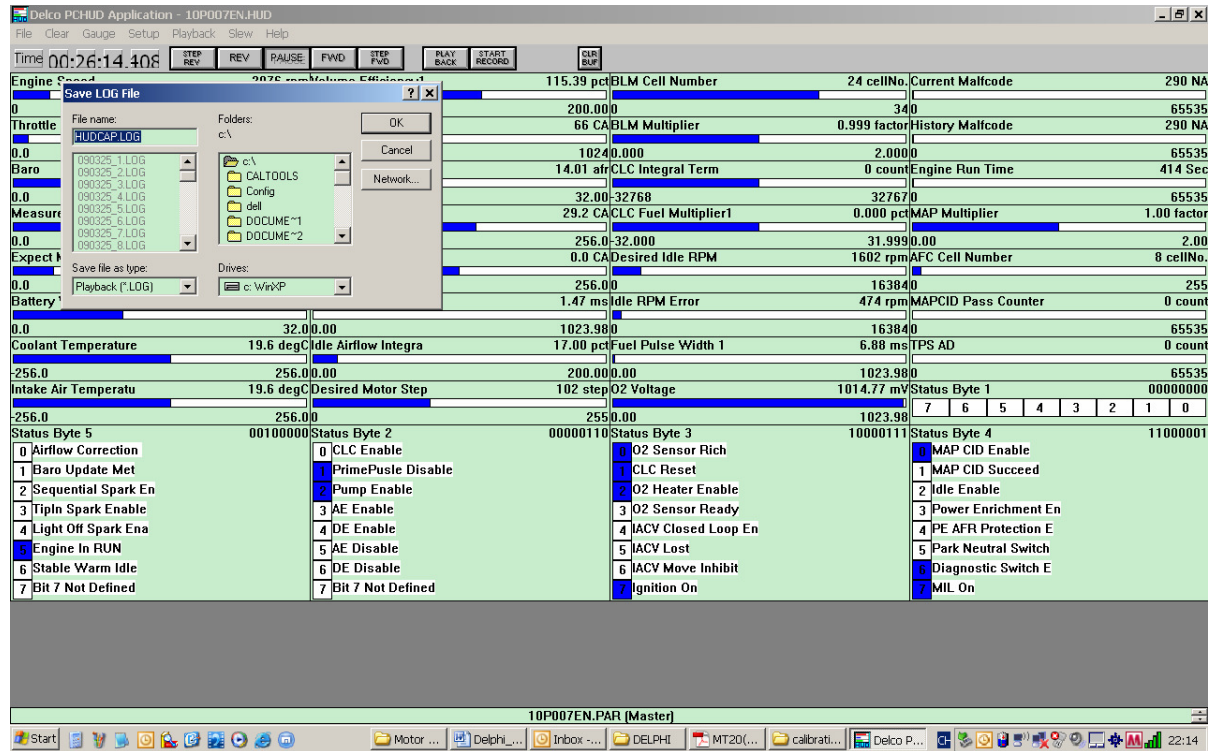 Delco PCHUD Application - 10P007EN.HUD
File Clear Gauge Setup Playback Slew Help
Time 00:26:14.408 STEP REV REV PAUSE FWD STEP FWD PLAY BACK START RECORD CLR BUF
Engine Speed 2076 rpm Volume Efficiency1 115.39 pct BLM Cell Number 24 cellNo. Current Malfcode 290 NA
0 200.00 0 34 0 65535
Throttle 66 CA BLM Multiplier 0.999 factor History Malfcode 290 NA
0.0 1024 0.000 2.000 0 65535
Baro 14.01 afr CLC Integral Term 0 count Engine Run Time 414 Sec
0.0 32.00 -32768 32767 0 65535
Measure 29.2 CA CLC Fuel Multiplier1 0.000 pct MAP Multiplier 1.00 factor
0.0 256.0 -32.000 31.999 0.00 2.00
Expect 0.0 CA Desired Idle RPM 1602 rpm AFC Cell Number 8 cellNo.
0.0 256.0 0 16384 0 255
Battery 1.47 ms Idle RPM Error 474 rpm MAPCID Pass Counter 0 count
0.0 32.0 0.00 1023.98 0 16384 0 65535
Coolant Temperature 19.6 degC Idle Airflow Integra 17.00 pct Fuel Pulse Width 1 6.88 ms TPS AD 0 count
-256.0 256.0 0.00 200.00 0.00 1023.98 0 65535
Intake Air Temperatu 19.6 degC Desired Motor Step 102 step O2 Voltage 1014.77 mV Status Byte 1 00000000
7 6 5 4 3 2 1 0
-256.0 256.0 0 255 0.00 1023.98
Save LOG File
File name:
HUDCAP.LOG
090325_1.LOG
090325_2.LOG
090325_3.LOG
090325_4.LOG
090325_5.LOG
090325_6.LOG
090325_7.LOG
090325_8.LOG
Save file as type:
Playback (*.LOG)
Folders:
c:\
c:\
CALTOOLS
Config
dell
DOCUME~1
DOCUME~2
Drives:
c: WinXP
OK
Cancel
Network...
Status Byte 5 00100000
0 Airflow Correction
1 Baro Update Met
2 Sequential Spark En
3 TipIn Spark Enable
4 Light Off Spark Ena
5 Engine In RUN
6 Stable Warm Idle
7 Bit 7 Not Defined
Status Byte 2 00000110
0 CLC Enable
1 PrimePusle Disable
2 Pump Enable
3 AE Enable
4 DE Enable
5 AE Disable
6 DE Disable
7 Bit 7 Not Defined
Status Byte 3 10000111
0 O2 Sensor Rich
1 CLC Reset
2 O2 Heater Enable
3 O2 Sensor Ready
4 IACV Closed Loop En
5 IACV Lost
6 IACV Move Inhibit
7 Ignition On
Status Byte 4 11000001
0 MAP CID Enable
1 MAP CID Succeed
2 Idle Enable
3 Power Enrichment En
4 PE AFR Protection E
5 Park Neutral Switch
6 Diagnostic Switch E
7 MIL On
10P007EN.PAR (Master)
Start Motor ... Delphi_... Inbox -... DELPHI MT20(... calibrati... Delco P... 22:14